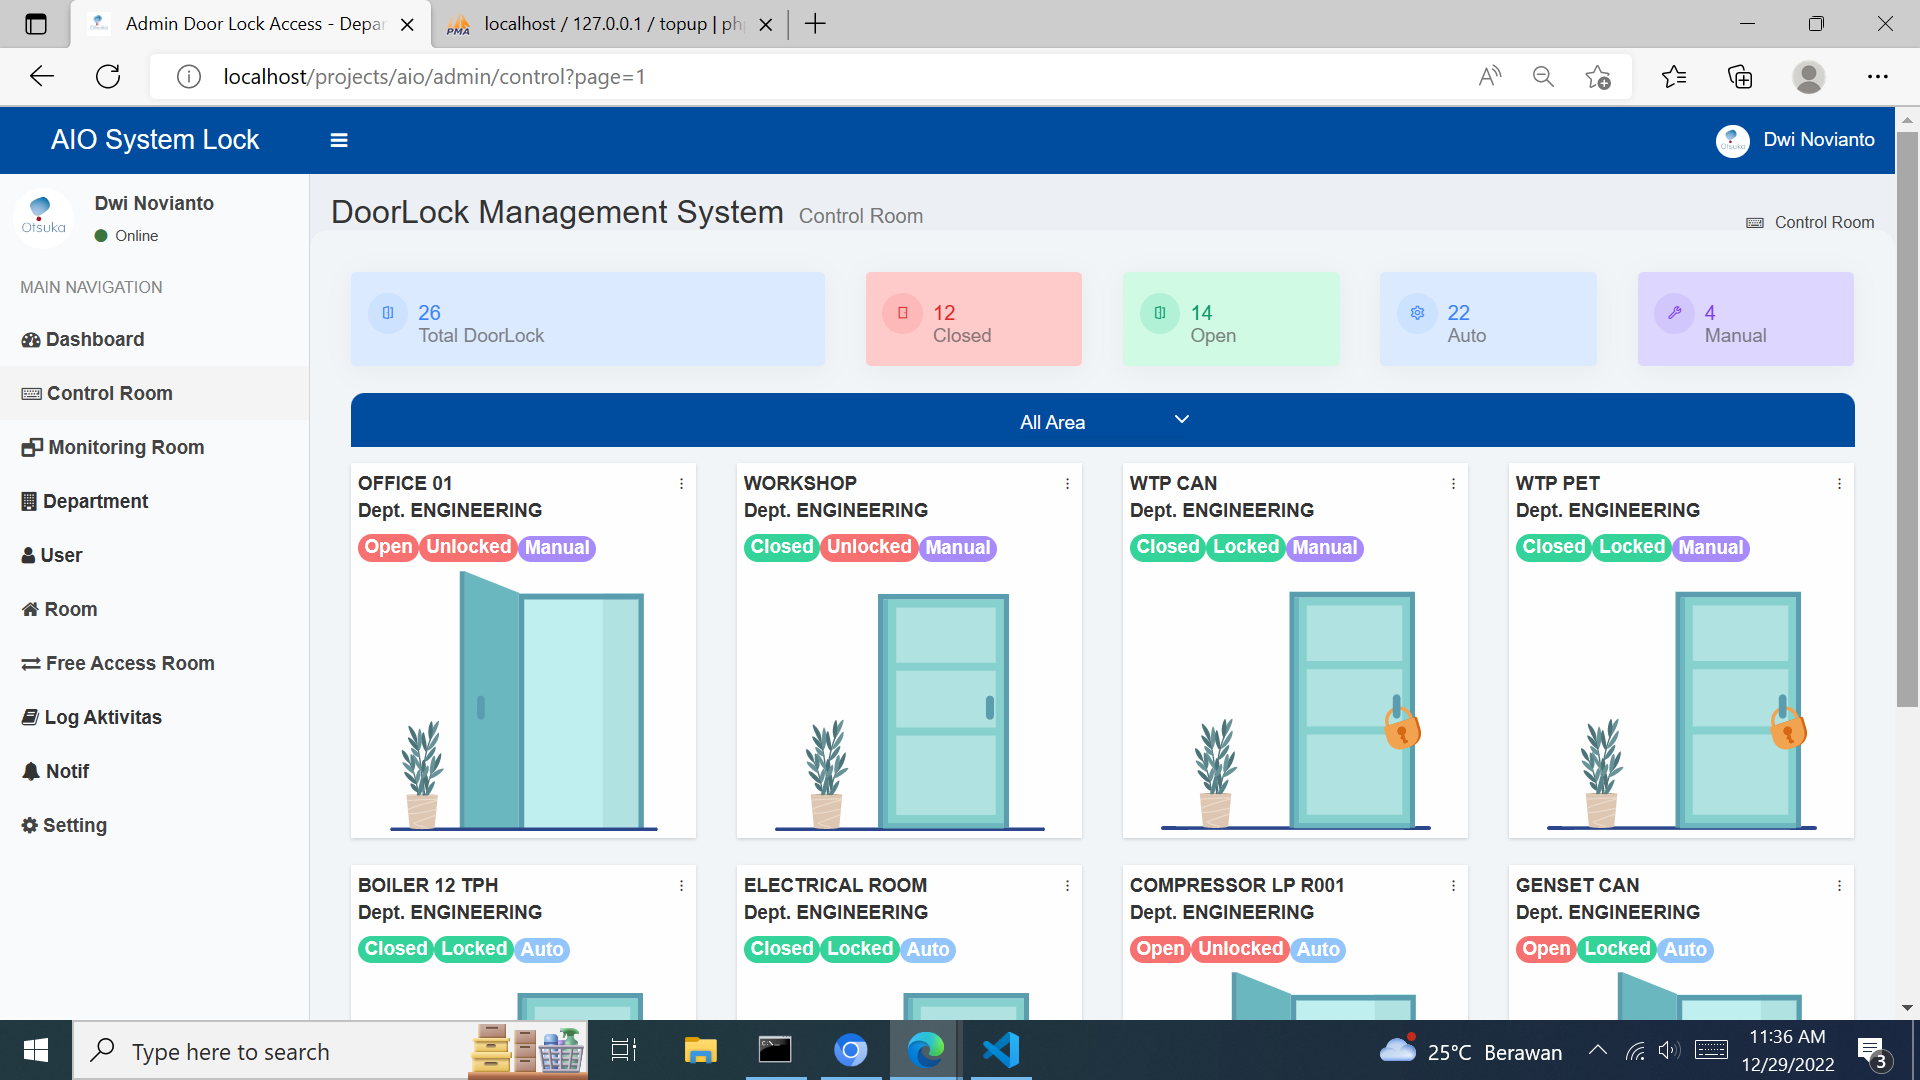 Admin Door Lock Access - Depar
localhost / 127.0.0.1 / topup | ph
localhost/projects/aio/admin/control?page=1
AIO System Lock
Dwi Novianto
Dwi Novianto
Online
DoorLock Management System Control Room
Control Room
MAIN NAVIGATION
Dashboard
Control Room
Monitoring Room
Department
User
Room
Free Access Room
Log Aktivitas
Notif
Setting
26
Total DoorLock
12
Closed
14
Open
22
Auto
4
Manual
All Area
OFFICE 01
Dept. ENGINEERING
Open Unlocked Manual
WORKSHOP
Dept. ENGINEERING
Closed Unlocked Manual
WTP CAN
Dept. ENGINEERING
Closed Locked Manual
WTP PET
Dept. ENGINEERING
Closed Locked Manual
BOILER 12 TPH
Dept. ENGINEERING
Closed Locked Auto
ELECTRICAL ROOM
Dept. ENGINEERING
Closed Locked Auto
COMPRESSOR LP R001
Dept. ENGINEERING
Open Unlocked Auto
GENSET CAN
Dept. ENGINEERING
Open Locked Auto
Type here to search
25°C Berawan
11:36 AM
12/29/2022
3
Otsuka
Otsuka
PMA